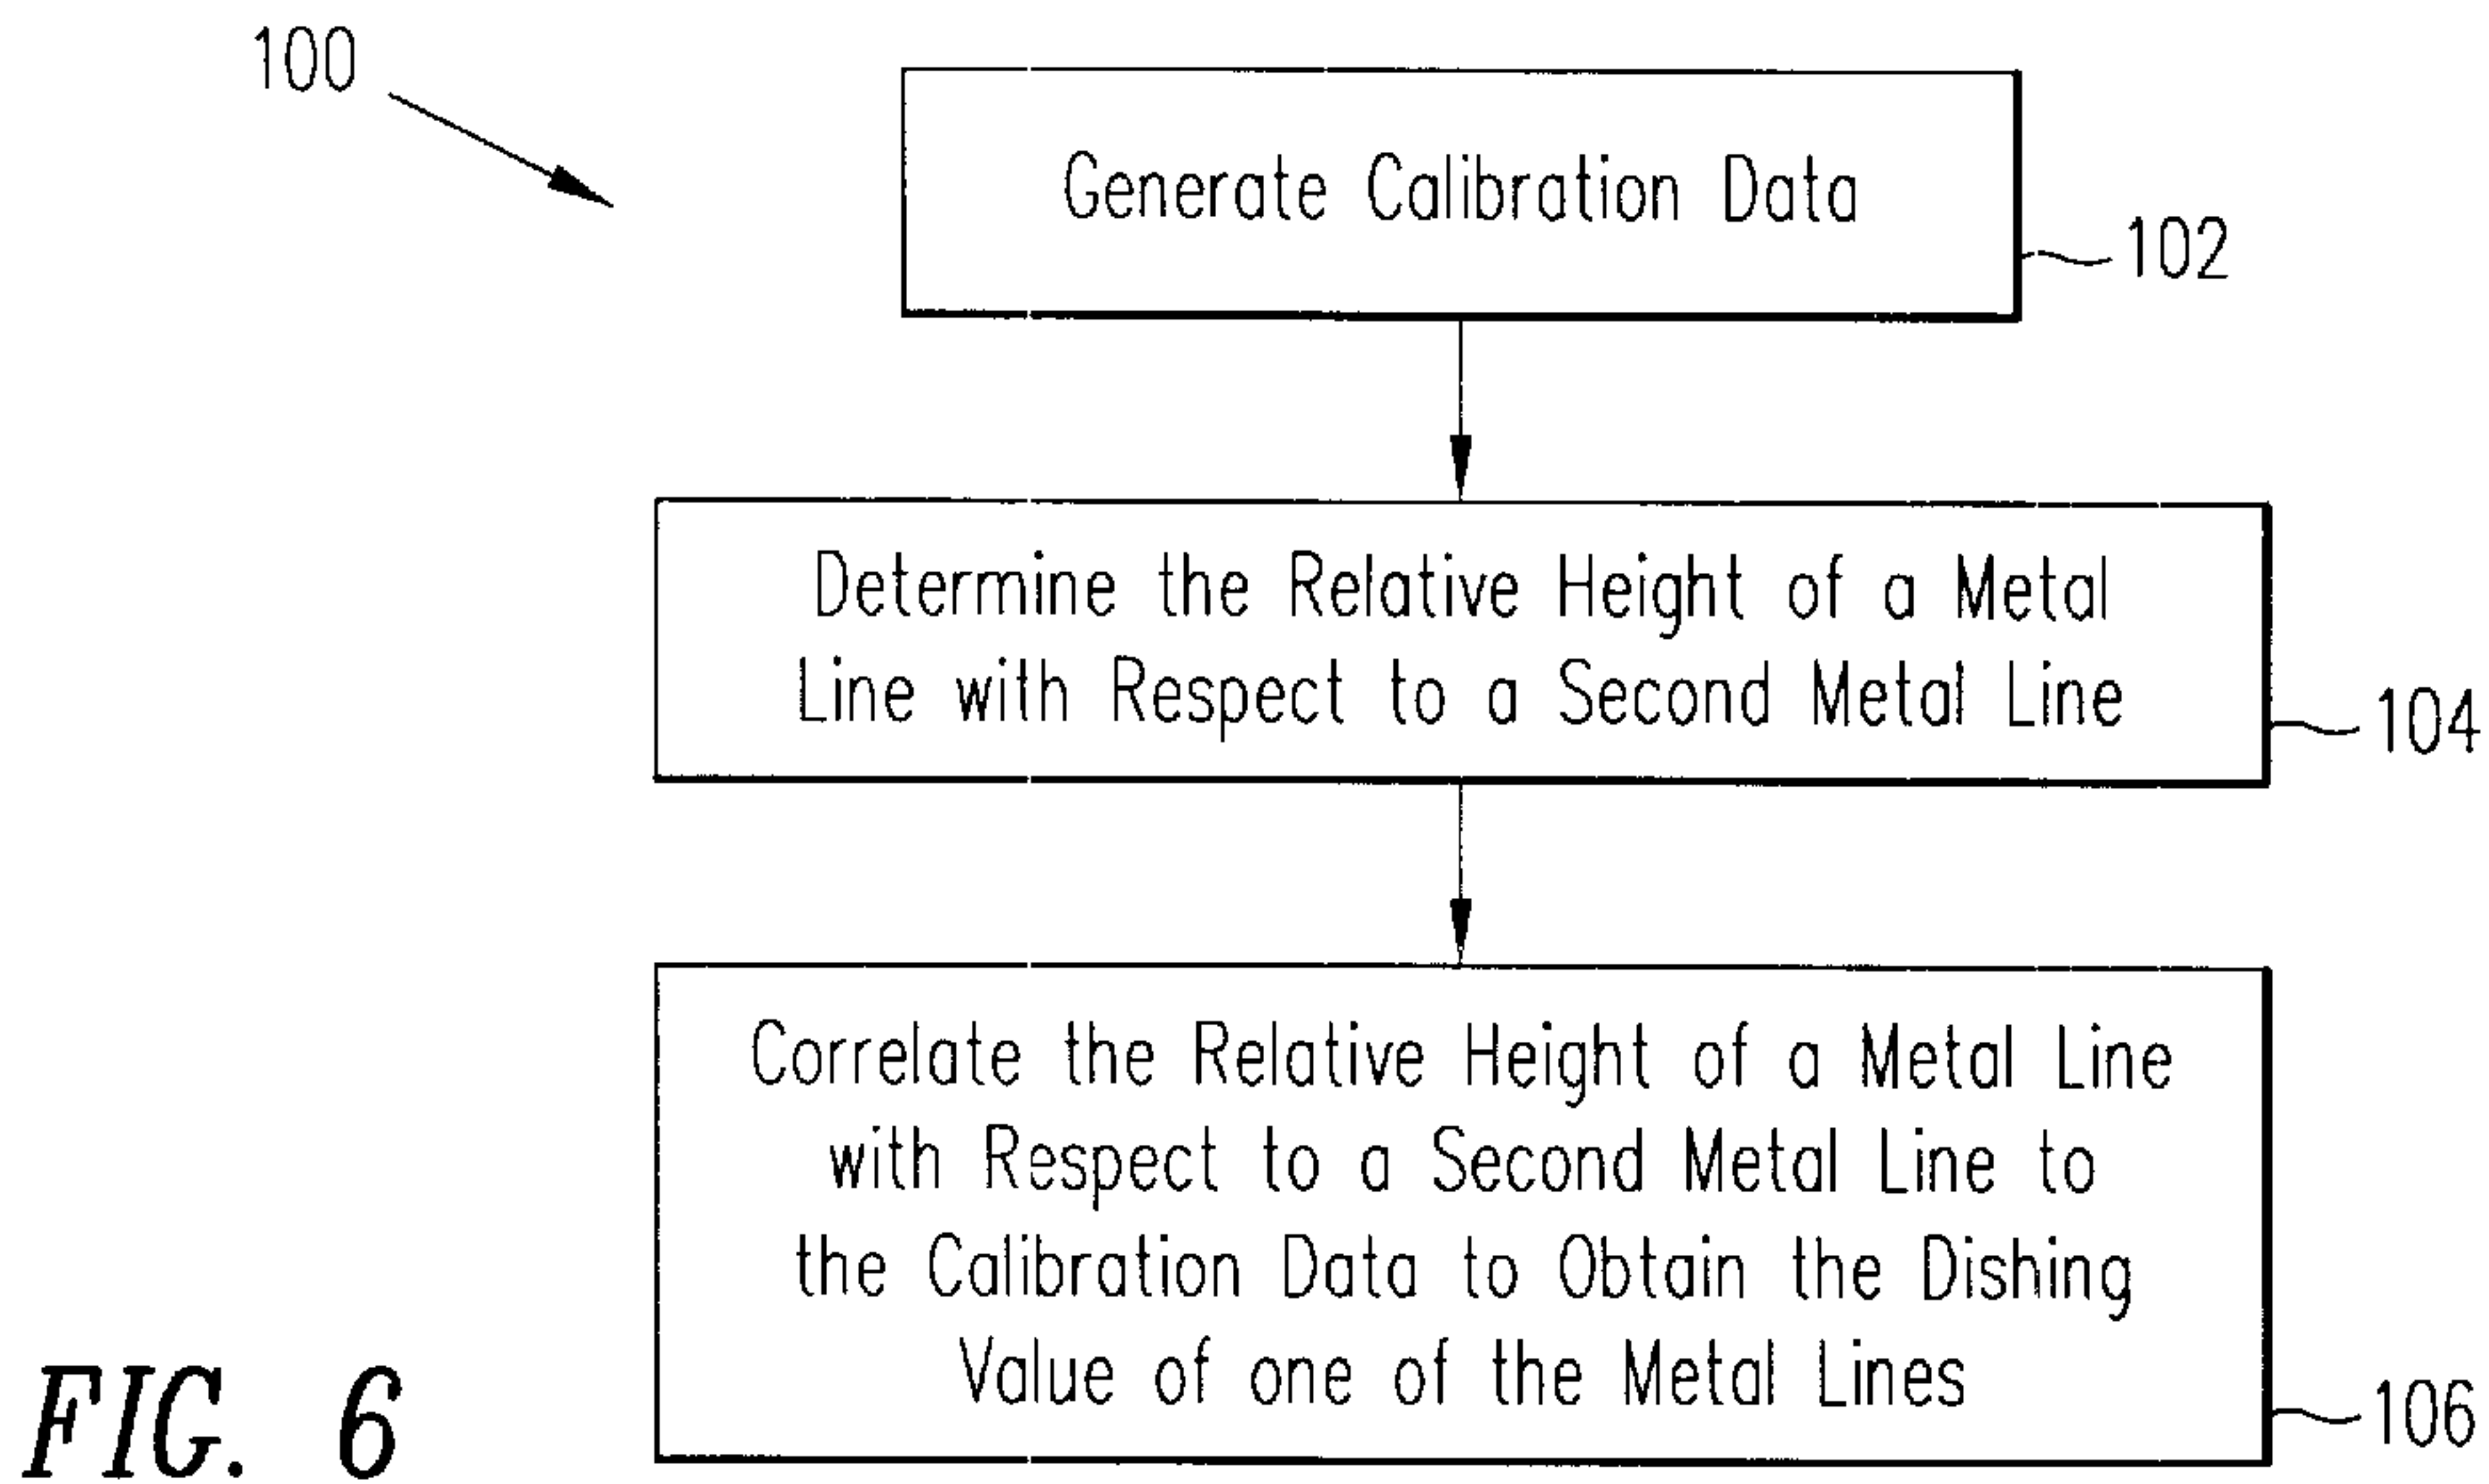 100
Generate Calibration Data
102
Determine the Relative Height of a Metal
Line with Respect to a Second Metal Line
104
Correlate the Relative Height of a Metal Line
with Respect to a Second Metal Line to
the Calibration Data to Obtain the Dishing
Value of one of the Metal Lines
106
FIG. 6